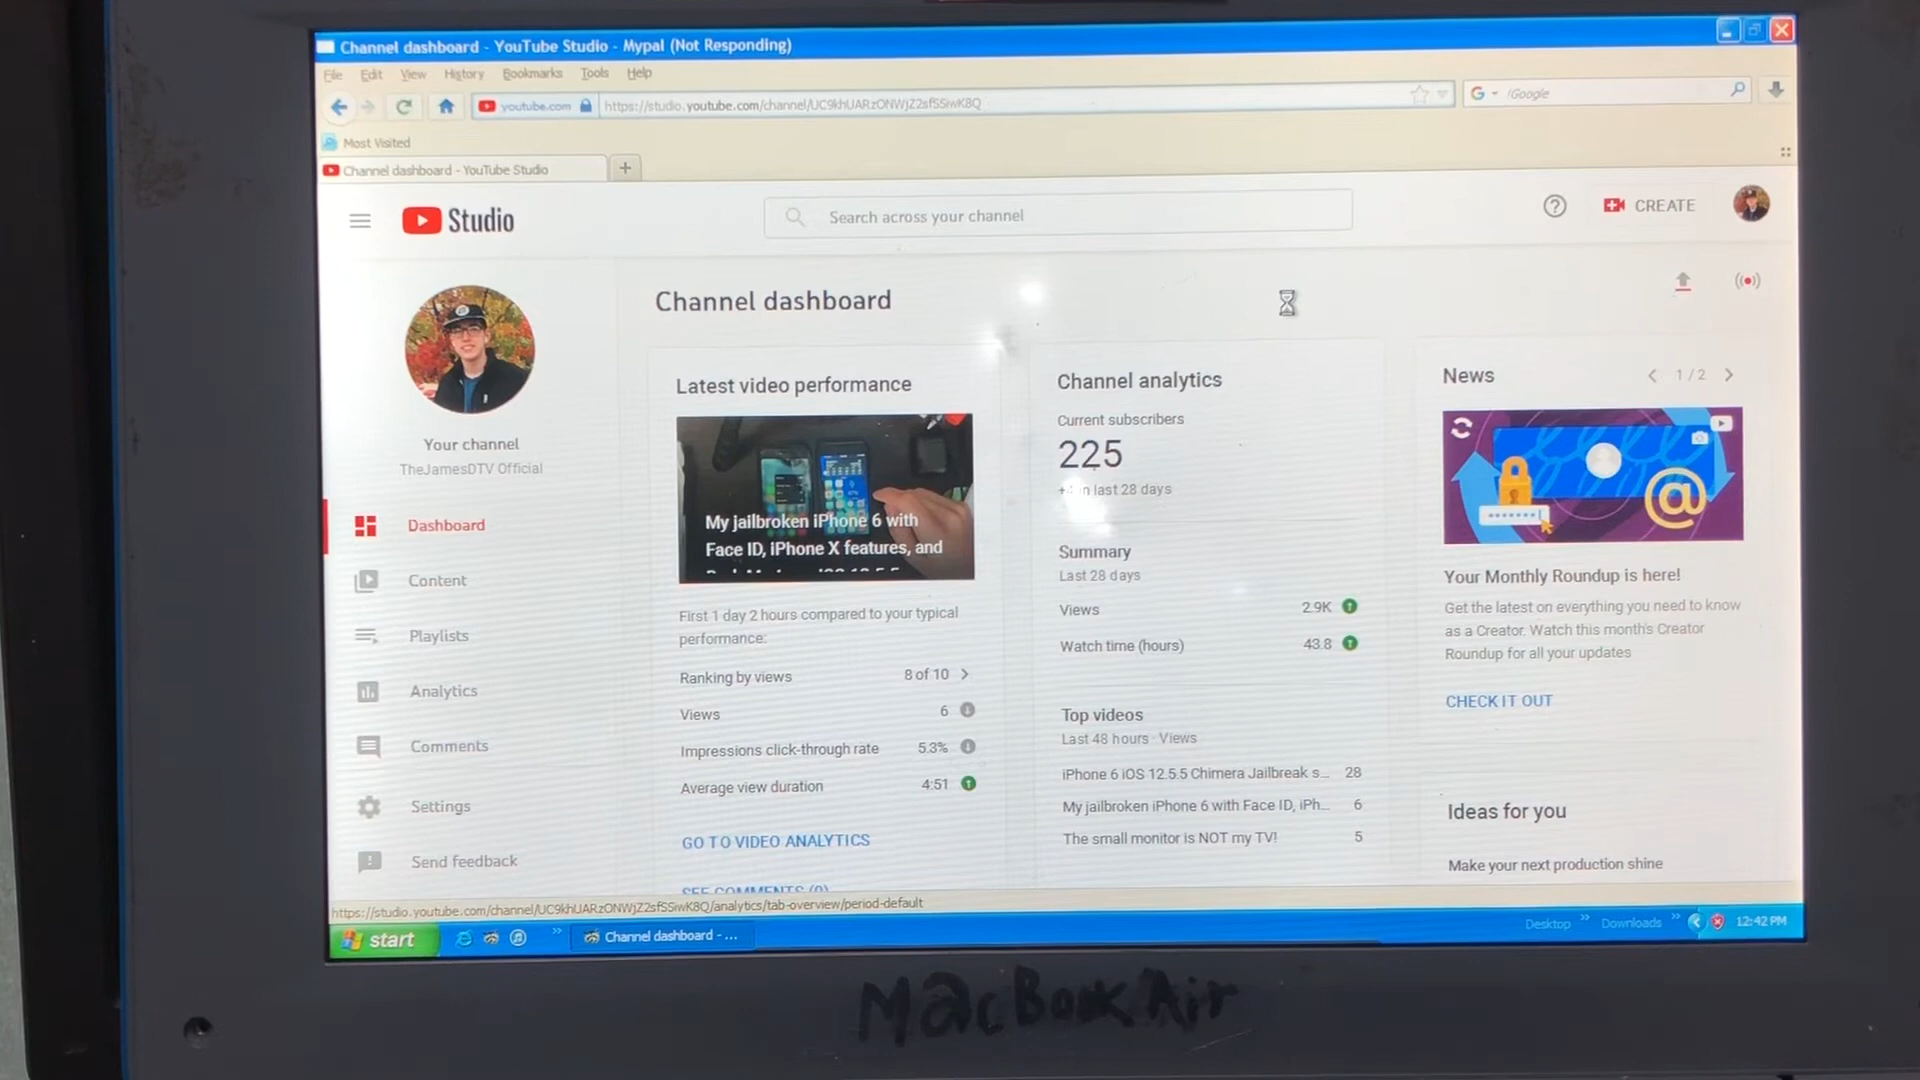 Channel dashboard - YouTube Studio - Mypal (Not Responding)
File Edit View History Bookmarks Tools Help
youtube.com https://studio.youtube.com/channel/UC9khUARzONWjZ2sfSSiwK8Q
Google
Most Visited
Channel dashboard - YouTube Studio +
Studio
Search across your channel
CREATE
Channel dashboard
Your channel
TheJamesDTV Official
Dashboard
Content
Playlists
Analytics
Comments
Settings
Send feedback
Latest video performance
My jailbroken iPhone 6 with
Face ID, iPhone X features, and
First 1 day 2 hours compared to your typical
performance:
Ranking by views 8 of 10
Views 6
Impressions click-through rate 5.3%
Average view duration 4:51
GO TO VIDEO ANALYTICS
SEE COMMENTS (0)
Channel analytics
Current subscribers
225
in last 28 days
Summary
Last 28 days
Views 2.9K
Watch time (hours) 43.8
Top videos
Last 48 hours · Views
iPhone 6 iOS 12.5.5 Chimera Jailbreak s... 28
My jailbroken iPhone 6 with Face ID, iPh... 6
The small monitor is NOT my TV! 5
News 1 / 2
@
Your Monthly Roundup is here!
Get the latest on everything you need to know
as a Creator. Watch this month's Creator
Roundup for all your updates
CHECK IT OUT
Ideas for you
Make your next production shine
https://studio.youtube.com/channel/UC9khUARzONWjZ2sfSSiwK8Q/analytics/tab-overview/period-default
start
Channel dashboard - ...
Desktop
Downloads
12:42 PM
MacBook Air